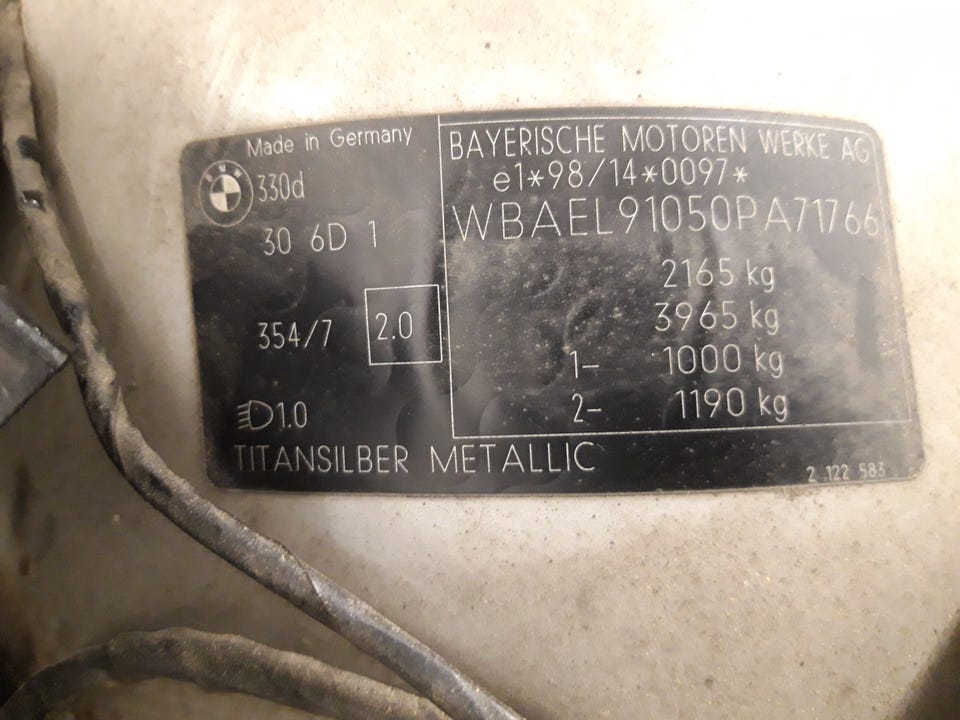 Made in Germany
BMW
330d
30 6D 1
354/7
2.0
1.0
TITANSILBER METALLIC
BAYERISCHE MOTOREN WERKE AG
e1*98/14*0097*
WBAEL91050PA71766
2165 kg
3965 kg
1- 1000 kg
2- 1190 kg
2 122 583